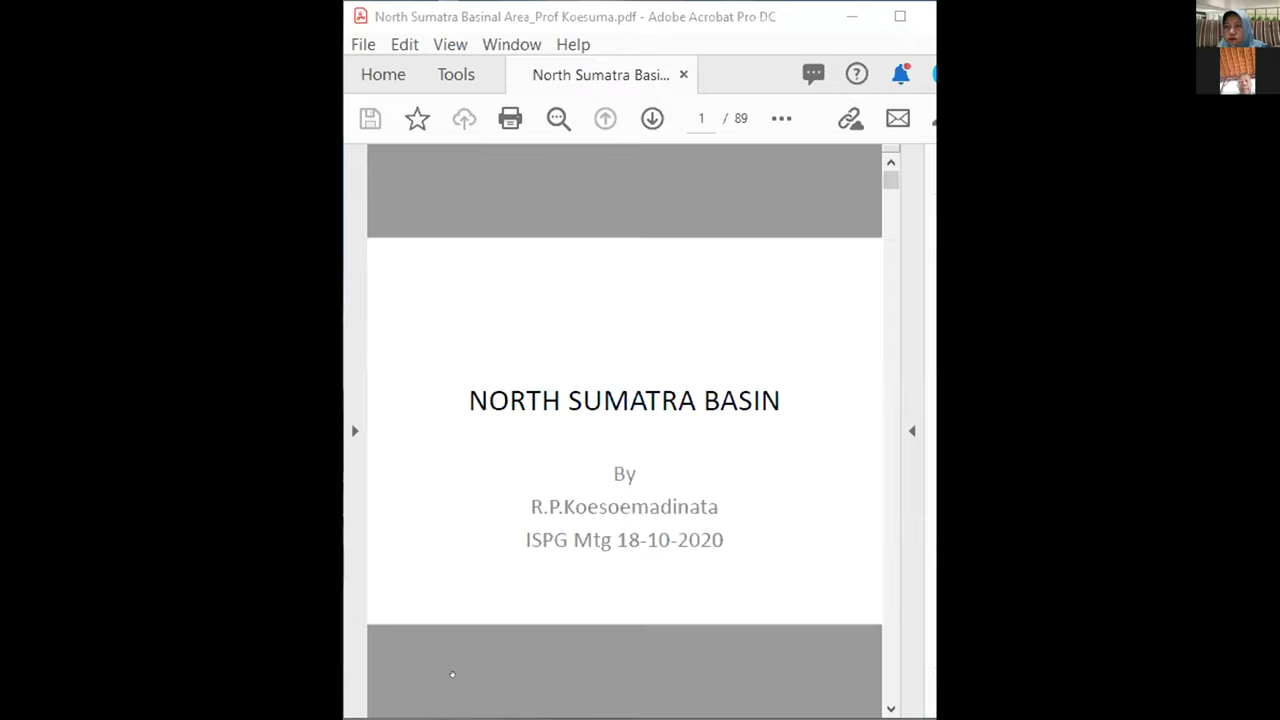 North Sumatra Basinal Area_Prof Koesuma.pdf - Adobe Acrobat Pro DC
File Edit View Window Help
Home Tools North Sumatra Basi... ×
1 / 89
NORTH SUMATRA BASIN
By
R.P.Koesoemadinata
ISPG Mtg 18-10-2020